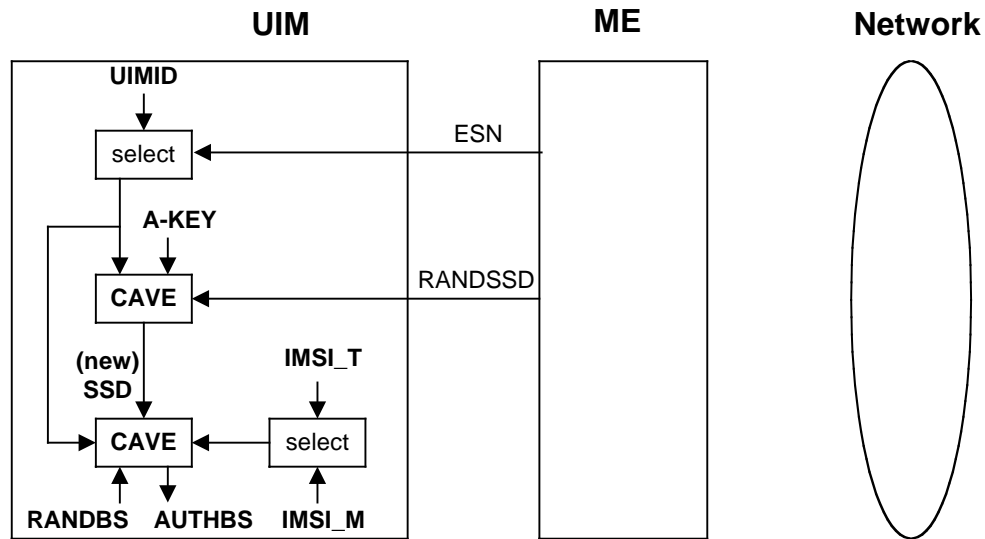 UIM
ME
Network
UIMID
ESN
select
A-KEY
RANDSSD
CAVE
(new)
SSD
IMSI_T
CAVE
select
RANDBS
AUTHBS
IMSI_M